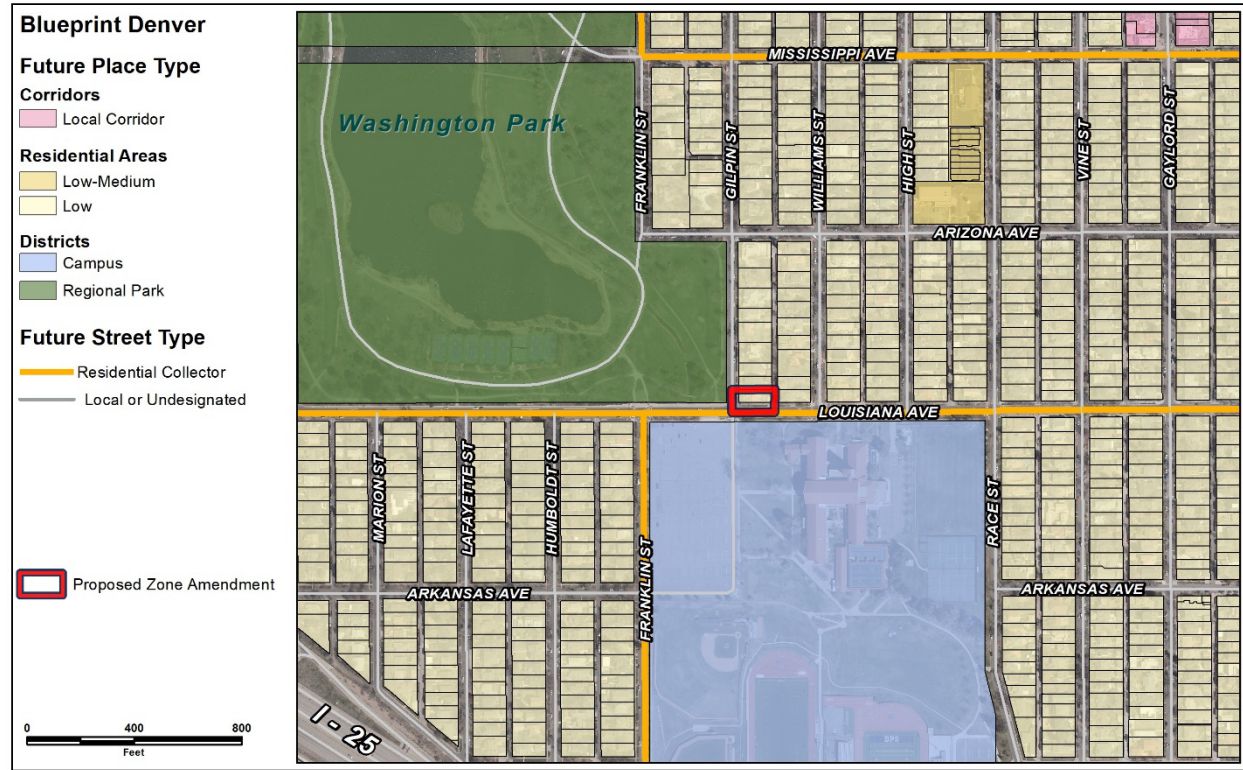 Blueprint Denver
Future Place Type
Corridors
Local Corridor
Residential Areas
Low-Medium
Low
Districts
Campus
Regional Park
Future Street Type
Residential Collector
Local or Undesignated
Proposed Zone Amendment
0 400 800
Feet
MISSISSIPPI AVE
Washington Park
FRANKLIN ST
GILPIN ST
WILLIAMS ST
HIGH ST
VINE ST
GAYLORD ST
ARIZONA AVE
LOUISIANA AVE
MARION ST
LAFAYETTE ST
HUMBOLDT ST
FRANKLIN ST
RACE ST
ARKANSAS AVE
ARKANSAS AVE
I - 25
DPS